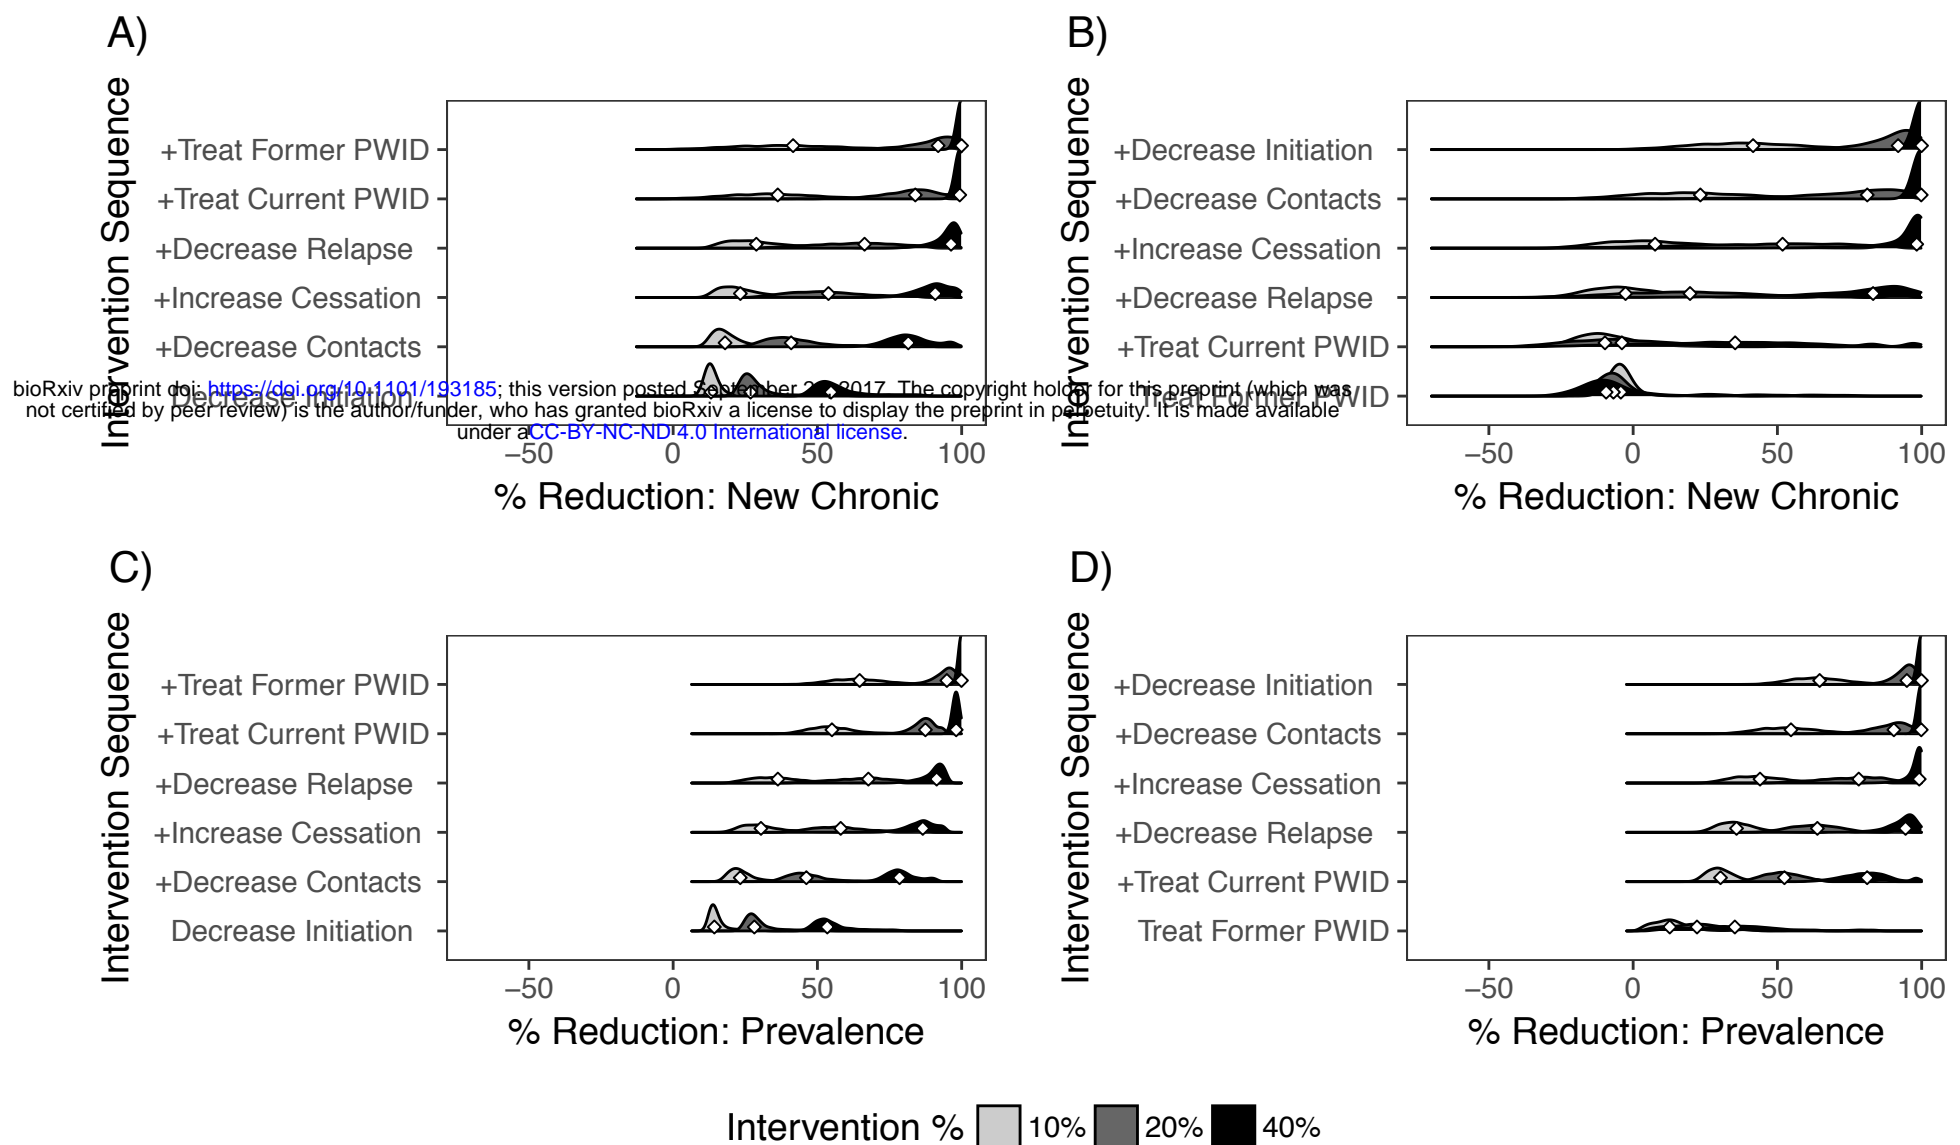 A)
Intervention Sequence
+Treat Former PWID
+Treat Current PWID
+Decrease Relapse
+Increase Cessation
+Decrease Contacts
Decrease Initiation
−50 0 50 100
% Reduction: New Chronic
B)
Intervention Sequence
+Decrease Initiation
+Decrease Contacts
+Increase Cessation
+Decrease Relapse
+Treat Current PWID
Treat Former PWID
−50 0 50 100
% Reduction: New Chronic
bioRxiv preprint doi: https://doi.org/10.1101/193185; this version posted September 2 2017. The copyright holder for this preprint (which was
not certified by peer review) is the author/funder, who has granted bioRxiv a license to display the preprint in perpetuity. It is made available
under aCC-BY-NC-ND 4.0 International license.
C)
Intervention Sequence
+Treat Former PWID
+Treat Current PWID
+Decrease Relapse
+Increase Cessation
+Decrease Contacts
Decrease Initiation
−50 0 50 100
% Reduction: Prevalence
D)
Intervention Sequence
+Decrease Initiation
+Decrease Contacts
+Increase Cessation
+Decrease Relapse
+Treat Current PWID
Treat Former PWID
−50 0 50 100
% Reduction: Prevalence
Intervention % 10% 20% 40%